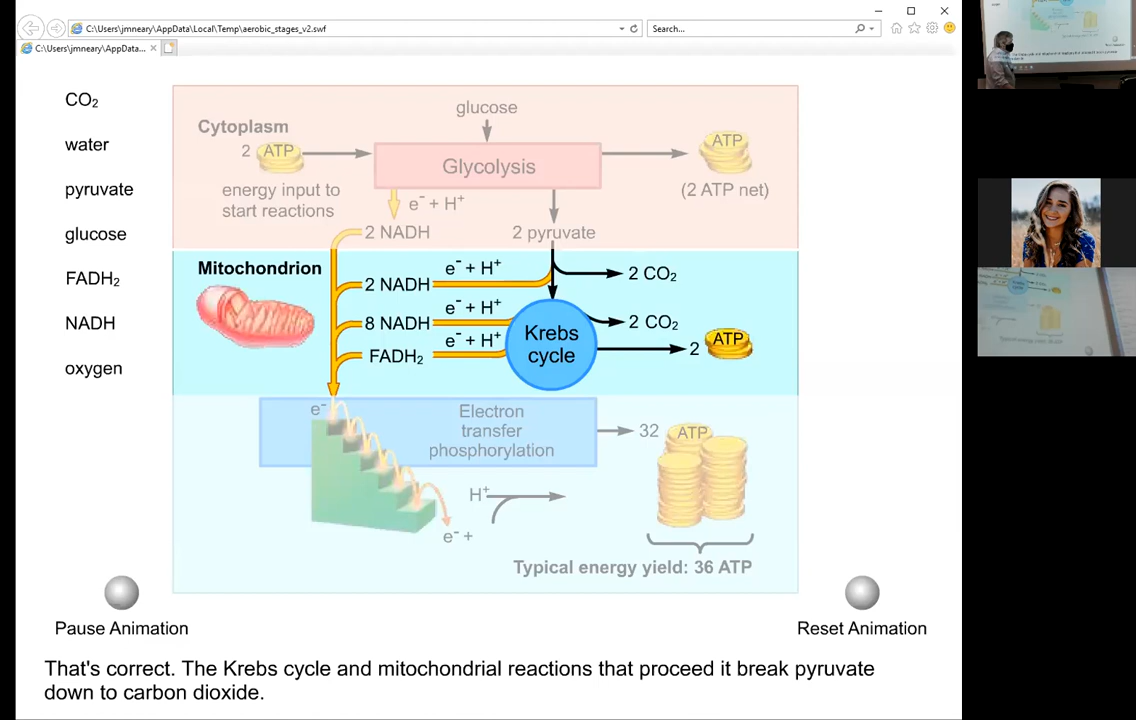 C:\Users\jmneary\AppData\Local\Temp\aerobic_stages_v2.swf
Search...
C:\Users\jmneary\AppData...
CO₂
water
pyruvate
glucose
FADH₂
NADH
oxygen
glucose
Cytoplasm
2 ATP
Glycolysis
ATP
energy input to
start reactions
(2 ATP net)
e⁻ + H⁺
2 NADH
2 pyruvate
Mitochondrion
e⁻ + H⁺
2 CO₂
2 NADH
e⁻ + H⁺
8 NADH
2 CO₂
e⁻ + H⁺
FADH₂
Krebs
cycle
2 ATP
e⁻
Electron
transfer
phosphorylation
32 ATP
H⁺
e⁻ +
Typical energy yield: 36 ATP
Pause Animation
Reset Animation
That's correct. The Krebs cycle and mitochondrial reactions that proceed it break pyruvate
down to carbon dioxide.